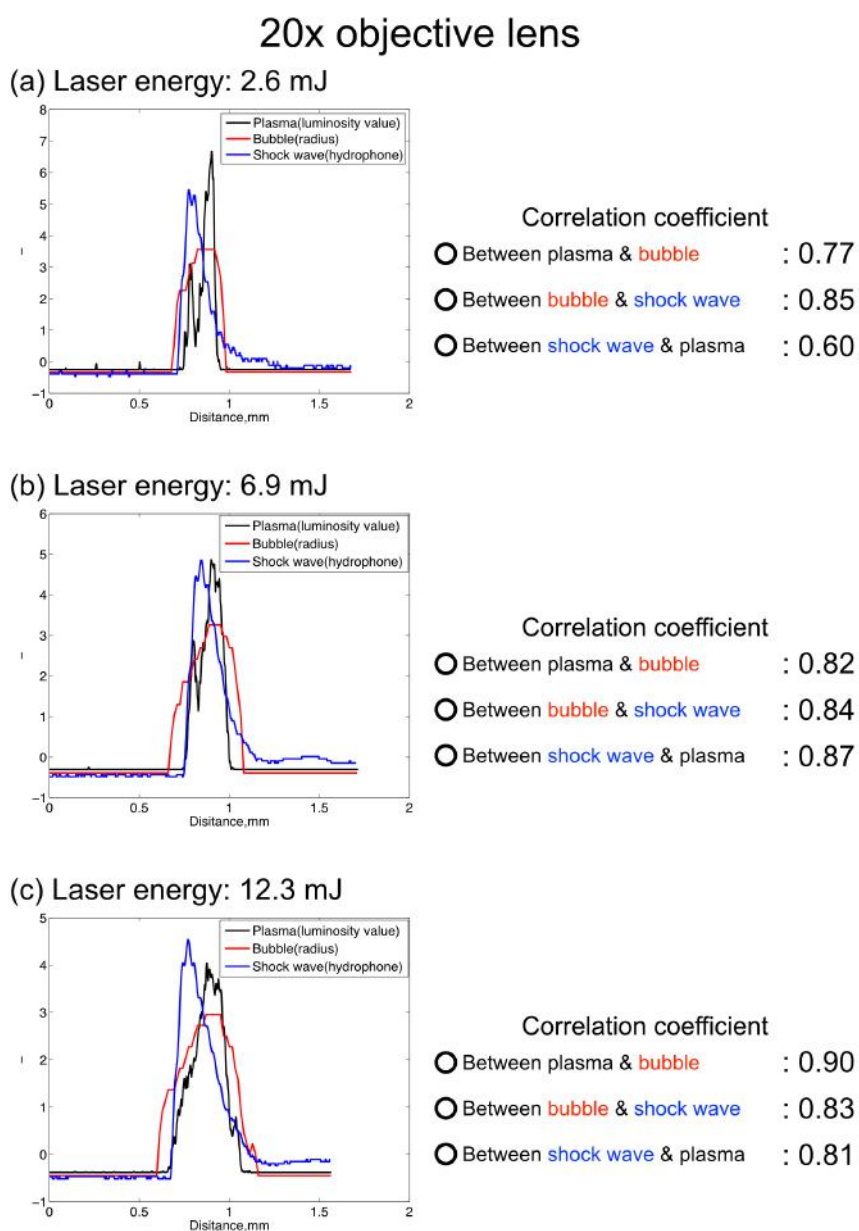 20x objective lens
(a) Laser energy: 2.6 mJ
8
7
6
5
4
3
2
1
0
−1
–
Plasma(luminosity value)
Bubble(radius)
Shock wave(hydrophone)
0
0.5
1
1.5
2
Disitance,mm
Correlation coefficient
Between plasma & bubble : 0.77
Between bubble & shock wave : 0.85
Between shock wave & plasma : 0.60
(b) Laser energy: 6.9 mJ
6
5
4
3
2
1
0
−1
–
Plasma(luminosity value)
Bubble(radius)
Shock wave(hydrophone)
0
0.5
1
1.5
2
Disitance,mm
Correlation coefficient
Between plasma & bubble : 0.82
Between bubble & shock wave : 0.84
Between shock wave & plasma : 0.87
(c) Laser energy: 12.3 mJ
5
4
3
2
1
0
−1
–
Plasma(luminosity value)
Bubble(radius)
Shock wave(hydrophone)
0
0.5
1
1.5
2
Disitance,mm
Correlation coefficient
Between plasma & bubble : 0.90
Between bubble & shock wave : 0.83
Between shock wave & plasma : 0.81